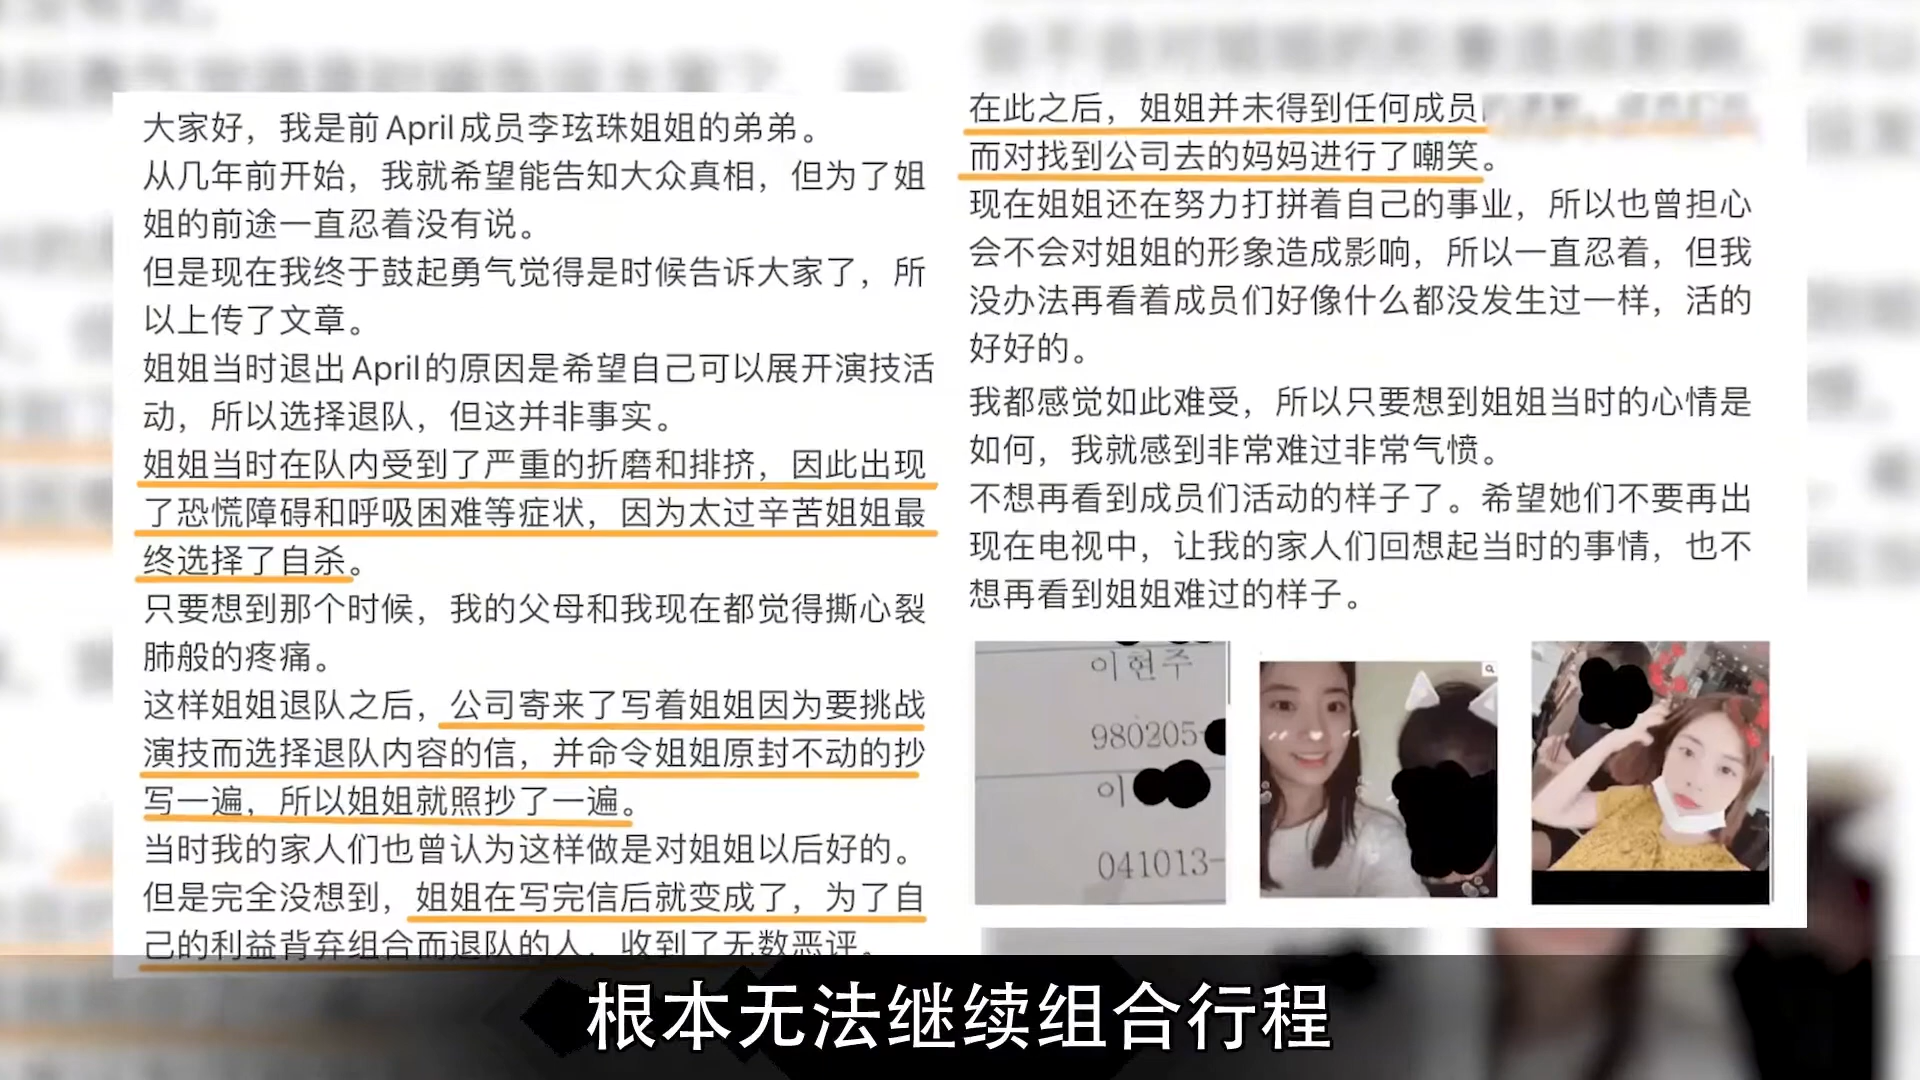 大家好，我是前April成员李玹珠姐姐的弟弟。
从几年前开始，我就希望能告知大众真相，但为了姐
姐的前途一直忍着没有说。
但是现在我终于鼓起勇气觉得是时候告诉大家了，所
以上传了文章。
姐姐当时退出April的原因是希望自己可以展开演技活
动，所以选择退队，但这并非事实。
姐姐当时在队内受到了严重的折磨和排挤，因此出现
了恐慌障碍和呼吸困难等症状，因为太过辛苦姐姐最
终选择了自杀。
只要想到那个时候，我的父母和我现在都觉得撕心裂
肺般的疼痛。
这样姐姐退队之后，公司寄来了写着姐姐因为要挑战
演技而选择退队内容的信，并命令姐姐原封不动的抄
写一遍，所以姐姐就照抄了一遍。
当时我的家人们也曾认为这样做是对姐姐以后好的。
但是完全没想到，姐姐在写完信后就变成了，为了自
己的利益背弃组合而退队的人，收到了无数恶评。
在此之后，姐姐并未得到任何成员
而对找到公司去的妈妈进行了嘲笑。
现在姐姐还在努力打拼着自己的事业，所以也曾担心
会不会对姐姐的形象造成影响，所以一直忍着，但我
没办法再看着成员们好像什么都没发生过一样，活的
好好的。
我都感觉如此难受，所以只要想到姐姐当时的心情是
如何，我就感到非常难过非常气愤。
不想再看到成员们活动的样子了。希望她们不要再出
现在电视中，让我的家人们回想起当时的事情，也不
想再看到姐姐难过的样子。
이현주
980205-
이
041013-
根本无法继续组合行程